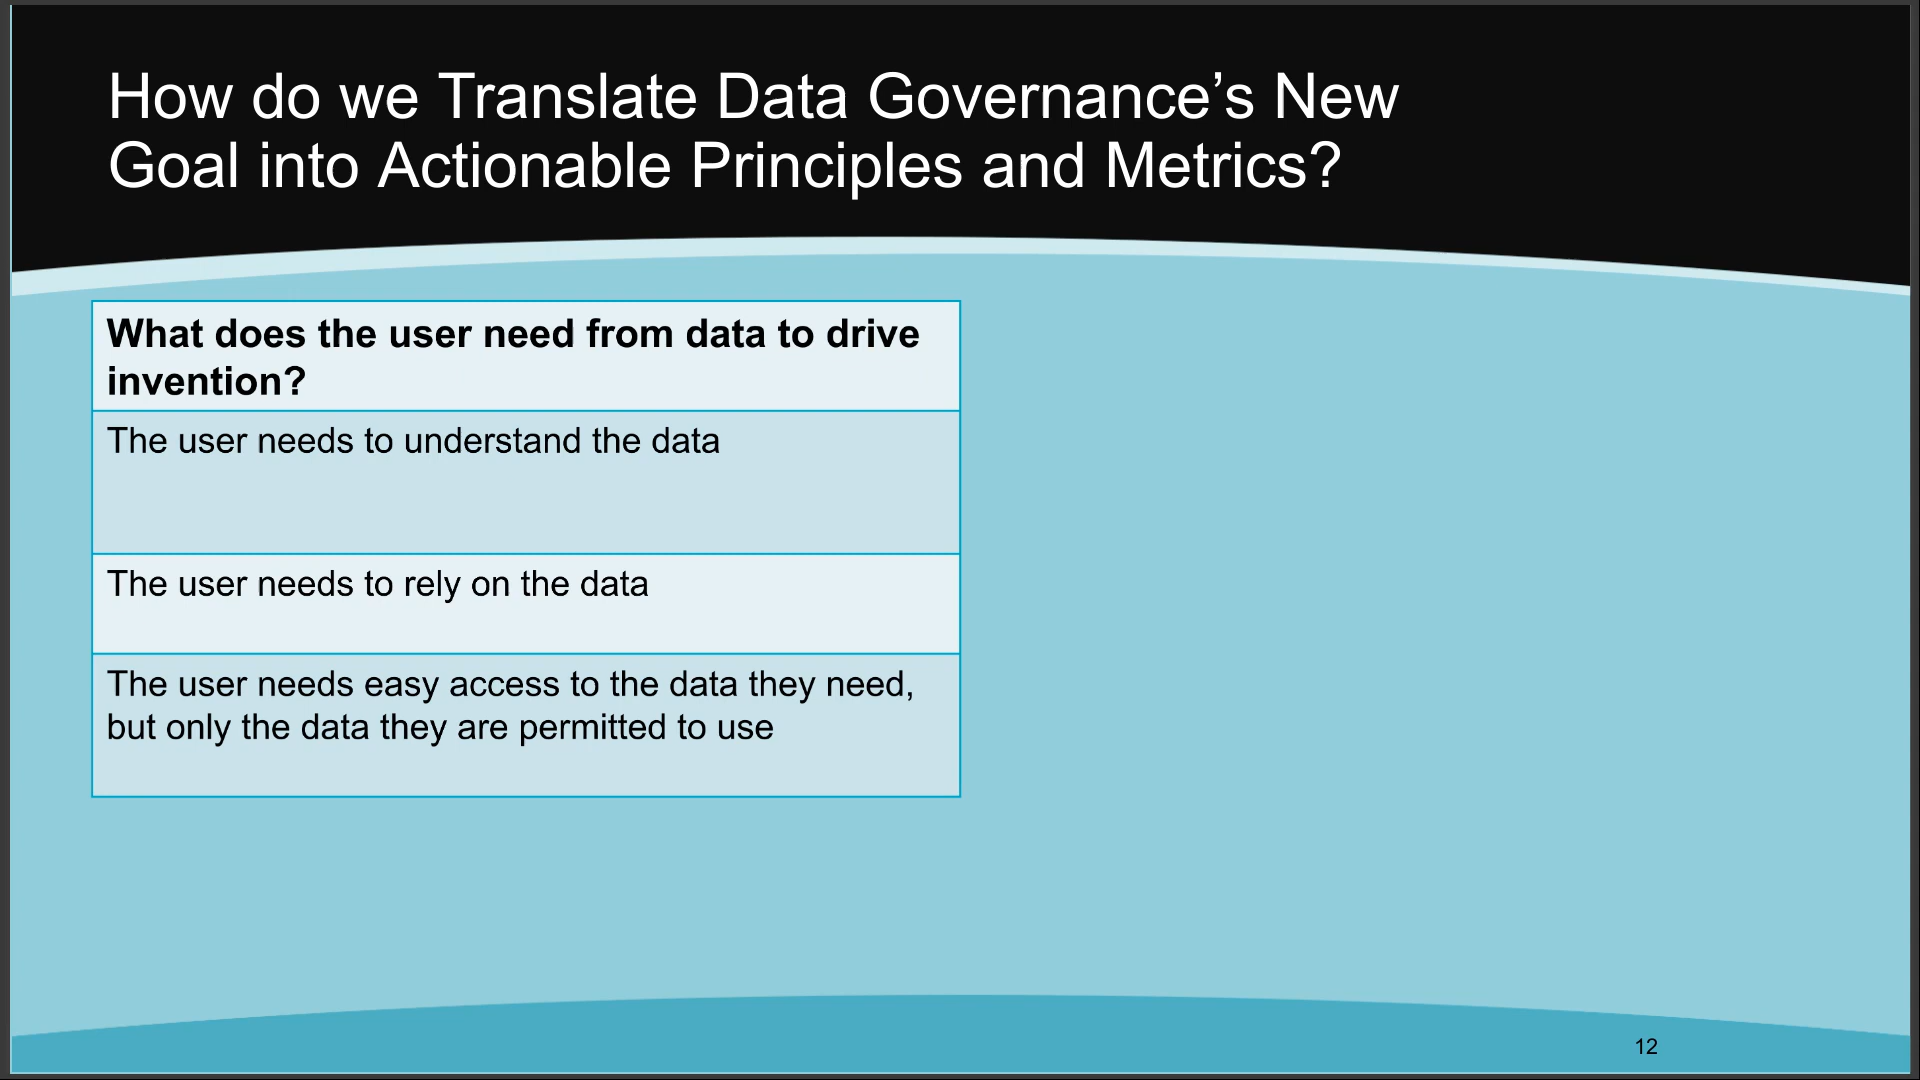 How do we Translate Data Governance’s New
Goal into Actionable Principles and Metrics?
What does the user need from data to drive
invention?
The user needs to understand the data
The user needs to rely on the data
The user needs easy access to the data they need,
but only the data they are permitted to use
12